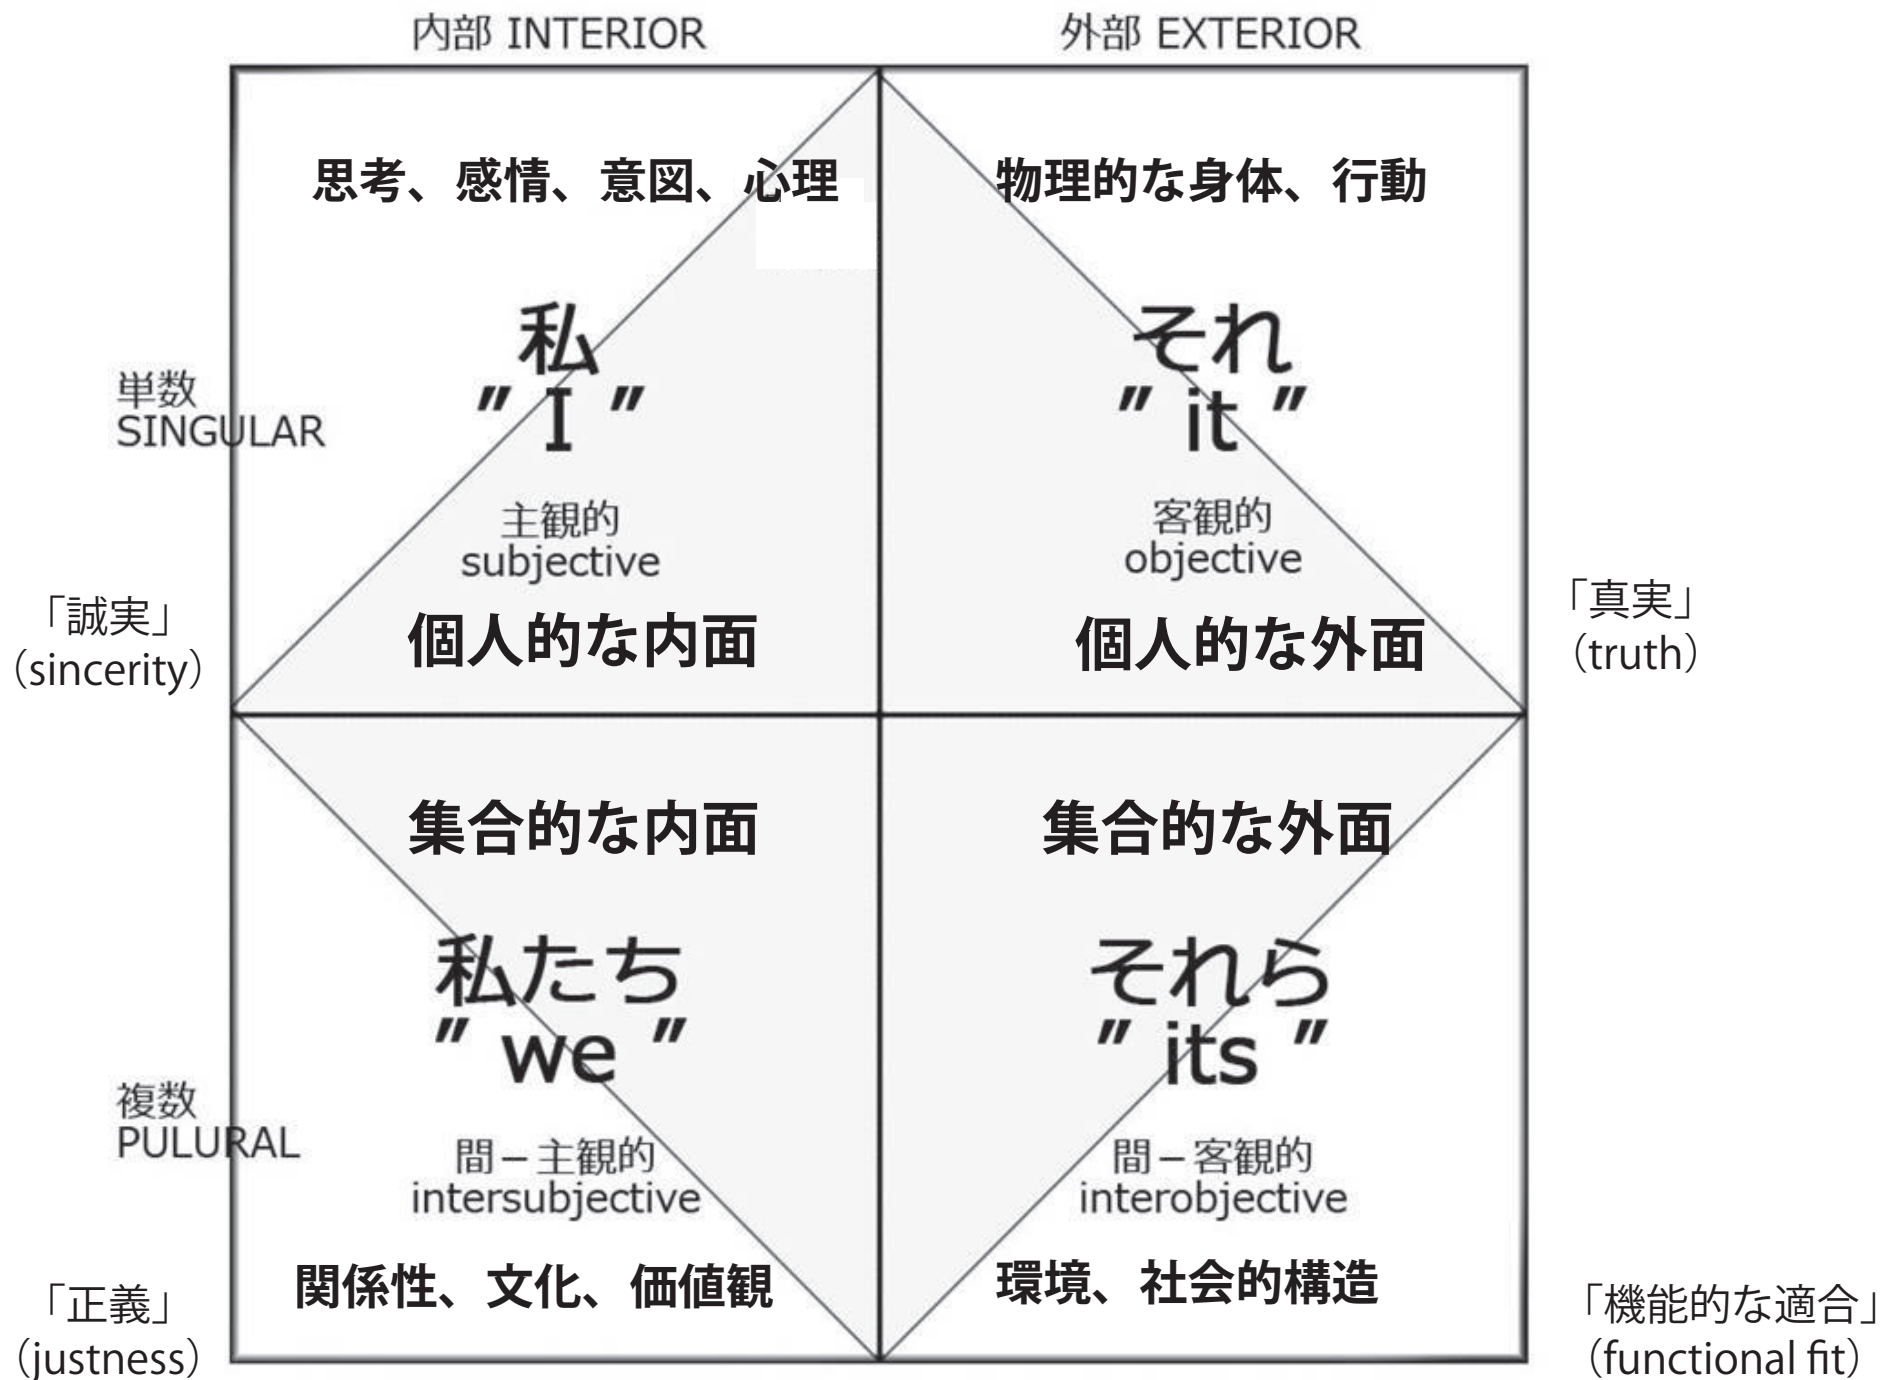 内部 INTERIOR
外部 EXTERIOR
思考、感情、意図、心理
物理的な身体、行動
単数
SINGULAR
私
” I ”
主観的
subjective
個人的な内面
それ
” it ”
客観的
objective
個人的な外面
「誠実」
（sincerity）
「真実」
（truth）
集合的な内面
集合的な外面
複数
PULURAL
私たち
” we ”
間－主観的
intersubjective
関係性、文化、価値観
それら
” its ”
間－客観的
interobjective
環境、社会的構造
「正義」
（justness）
「機能的な適合」
（functional fit）